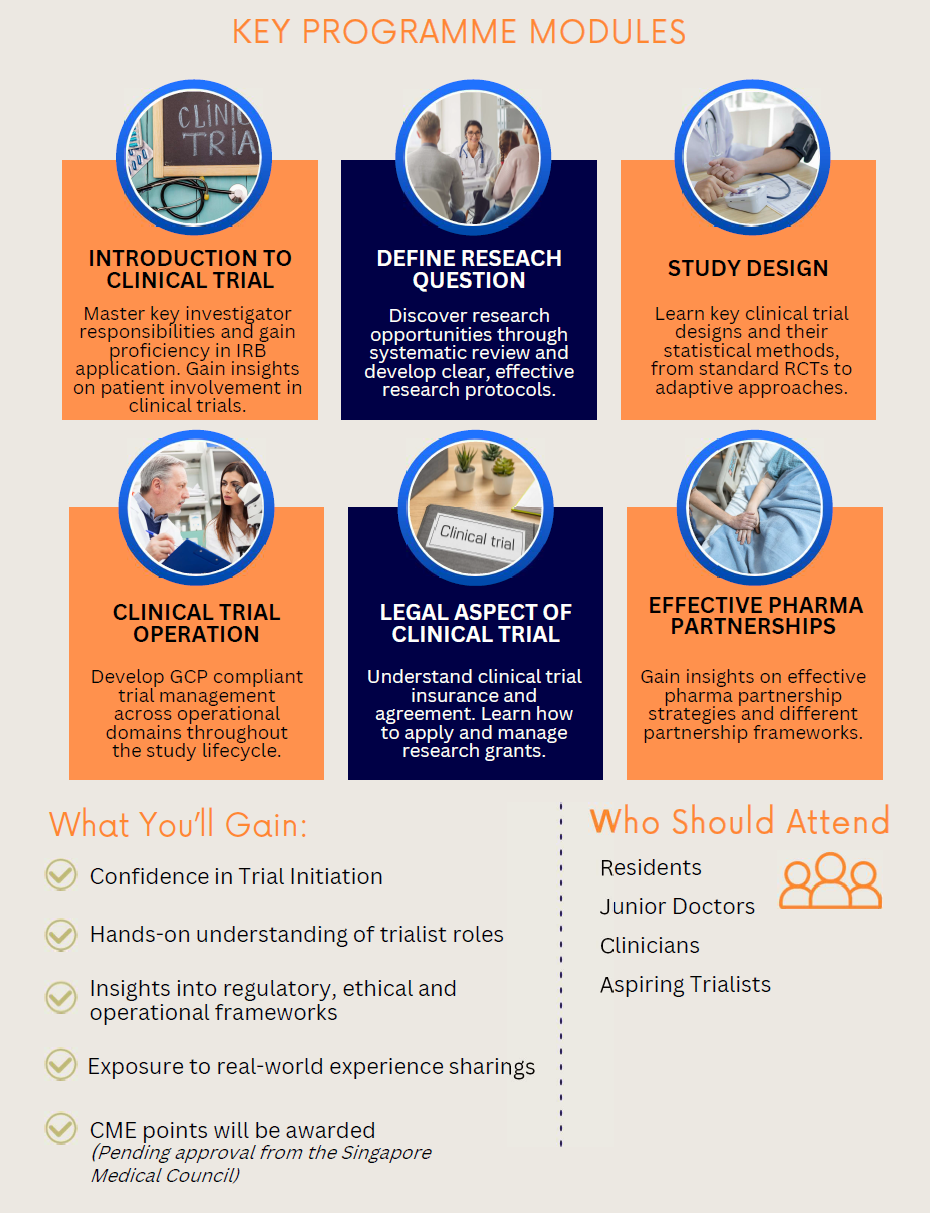 KEY PROGRAMME MODULES
CLINIC
TRIA
INTRODUCTION TO
CLINICAL TRIAL
Master key investigator
responsibilities and gain
proficiency in IRB
application. Gain insights
on patient involvement in
clinical trials.
DEFINE RESEACH
QUESTION
Discover research
opportunities through
systematic review and
develop clear, effective
research protocols.
STUDY DESIGN
Learn key clinical trial
designs and their
statistical methods,
from standard RCTs to
adaptive approaches.
CLINICAL TRIAL
OPERATION
Develop GCP compliant
trial management
across operational
domains throughout
the study lifecycle.
Clinical trial
LEGAL ASPECT OF
CLINICAL TRIAL
Understand clinical trial
insurance and
agreement. Learn how
to apply and manage
research grants.
EFFECTIVE PHARMA
PARTNERSHIPS
Gain insights on effective
pharma partnership
strategies and different
partnership frameworks.
What You'll Gain:
Confidence in Trial Initiation
Hands-on understanding of trialist roles
Insights into regulatory, ethical and
operational frameworks
Exposure to real-world experience sharings
CME points will be awarded
(Pending approval from the Singapore
Medical Council)
Who Should Attend
Residents
Junior Doctors
Clinicians
Aspiring Trialists